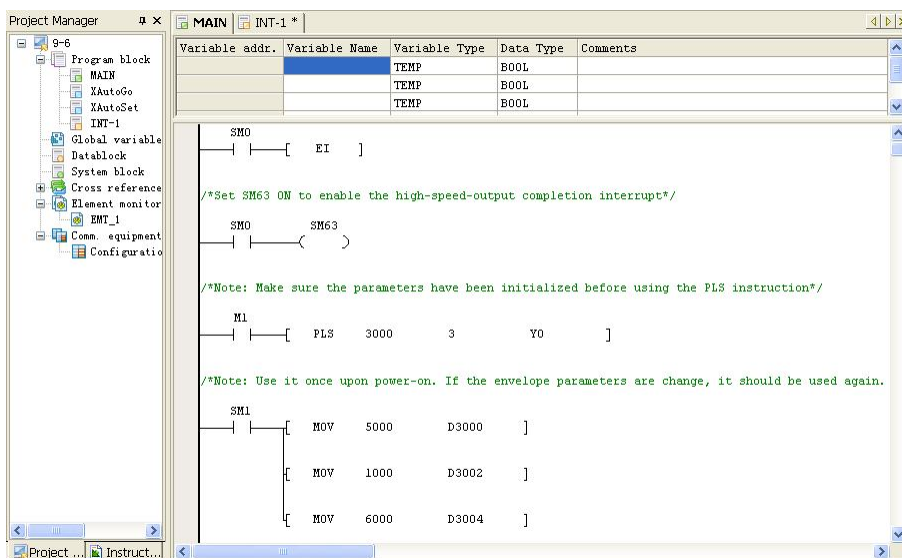 Project Manager
9-6
Program block
MAIN
XAutoGo
XAutoSet
INT-1
Global variable
Datablock
System block
Cross reference
Element monitor
EMT_1
Comm. equipment
Configuratio
Project ... Instruct...
MAIN INT-1 *
Variable addr. Variable Name Variable Type Data Type Comments
TEMP BOOL
TEMP BOOL
TEMP BOOL
SM0
[ EI ]
/*Set SM63 ON to enable the high-speed-output completion interrupt*/
SM0 SM63
/*Note: Make sure the parameters have been initialized before using the PLS instruction*/
M1
[ PLS 3000 3 Y0 ]
/*Note: Use it once upon power-on. If the envelope parameters are change, it should be used again.
SM1
[ MOV 5000 D3000 ]
[ MOV 1000 D3002 ]
[ MOV 6000 D3004 ]